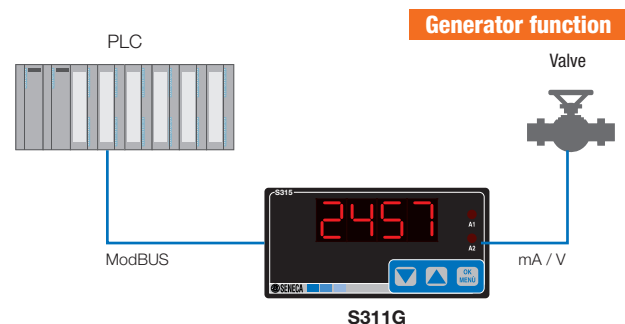 Generator function
PLC
Valve
S315
2457
A1
A2
OK
MENU
SENECA
ModBUS
mA / V
S311G